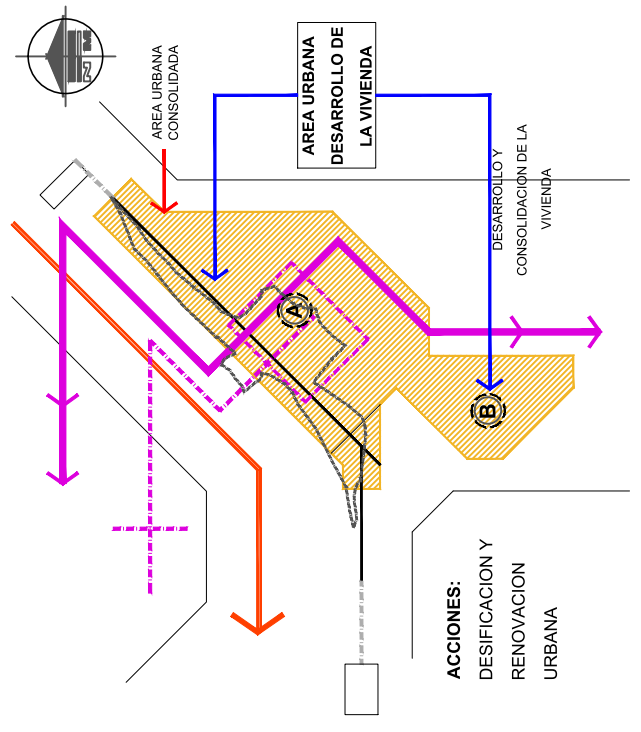 AREA URBANA
CONSOLIDADA
AREA URBANA
DESARROLLO DE
LA VIVIENDA
DESARROLLO Y
CONSOLIDACION DE LA
VIVIENDA
A
B
ACCIONES:
DESIFICACION Y
RENOVACION
URBANA